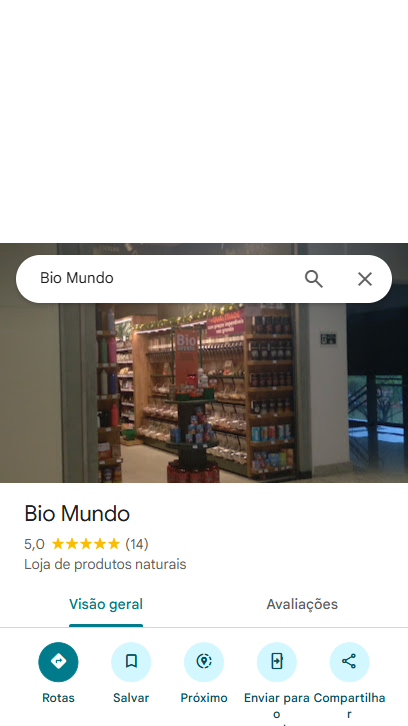 Bio Mundo
Bio
Bio Mundo
5,0 ★★★★★ (14)
Loja de produtos naturais
Visão geral
Avaliações
Rotas
Salvar
Próximo
Enviar para o
Compartilhar